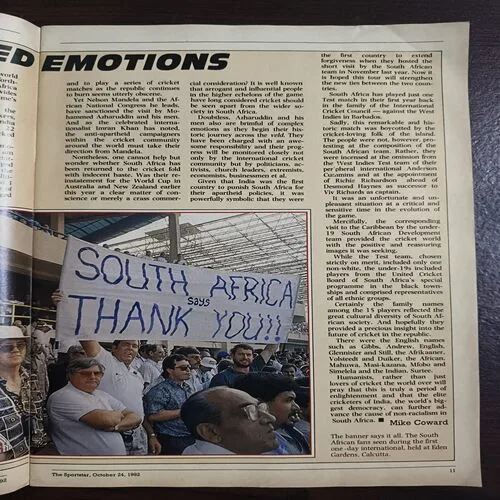 ED EMOTIONS
and to play a series of cricket
matches as the republic continues
to burn seems utterly obscene.
Yet Nelson Mandela and the Af-
rican National Congress he leads,
have sanctioned the visit by Mo-
hammed Azharuddin and his men.
And as the celebrated interna-
tionalist Imran Khan has noted,
the anti-apartheid campaigners
within the cricket community
around the world must take their
direction from Mandela.
Nonetheless, one cannot help but
wonder whether South Africa has
been returned to the cricket fold
with indecent haste. Was their re-
instatement for the World Cup in
Australia and New Zealand earlier
this year a clear matter of con-
science or merely a crass commer-
cial consideration? It is well known
that arrogant and influential people
in the higher echelons of the game
have long considered cricket should
be seen apart from the wider so-
ciety in South Africa.
Doubtless, Azharuddin and his
men also are brimful of complex
emotions as they begin their his-
toric journey across the veld. They
have been charged with an awe-
some responsibility and their prog-
ress will be monitored closely not
only by the international cricket
community but by politicians, ac-
tivists, church leaders, extremists,
economists, businessmen et al.
Given that India was the first
country to punish South Africa for
their apartheid policies, it was
powerfully symbolic that they were
the first country to extend
forgiveness when they hosted the
short visit by the South African
team in November last year. Now it
is hoped this tour will strengthen
the new ties between the two coun-
tries.
South Africa has played just one
Test match in their first year back
in the family of the International
Cricket Council — against the West
Indies in Barbados.
Sadly, this remarkable and his-
toric match was boycotted by the
cricket-loving folk of the island.
The people were not, however, pro-
testing at the composition of the
South African team. Rather, they
were incensed at the omission from
the West Indies Test team of their
peripheral international Anderson
Cummins and at the appointment
of Richie Richardson ahead of
Desmond Haynes as successor to
Viv Richards as captain.
It was an unfortunate and un-
pleasant situation at a critical and
sensitive time in the evolution of
the game.
Mercifully, the corresponding
visit to the Caribbean by the under-
19 South African Development
team provided the cricket world
with the positive and reassuring
images it was seeking.
While the Test team, chosen
strictly on merit, included only one
non-white, the under-19s included
players from the United Cricket
Board of South Africa's special
programme in the black town-
ships and comprised representatives
of all ethnic groups.
Certainly the family names
among the 15 players reflected the
great cultural diversity of South Af-
rican society. And hopefully they
provided a precious insight into the
future of cricket in the republic.
There were the English names
such as Gibbs, Andrew, English,
Glennister and Still, the Afrikaaner,
Volsteedt and Duiker, the African,
Mahuwa, Masi-kazana, Mfobo and
Simelela and the Indian, Surtee.
Humanists, rather than just
lovers of cricket the world over will
pray that this is truly a period of
enlightenment and that the elite
cricketers of India, the world's big-
gest democracy, can further ad-
vance the cause of non-racialism in
South Africa. ■ Mike Coward
SOUTH AFRICA
says
THANK YOU!!!
The banner says it all. The South
African fans seen during the first
one-day international, held at Eden
Gardens, Calcutta.
The Sportstar, October 24, 1992
11